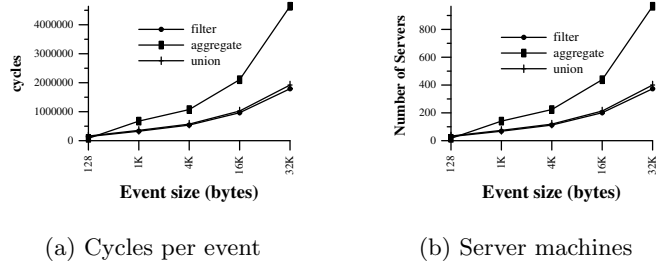 cycles
4000000
3000000
2000000
1000000
0
filter
aggregate
union
128
1K
4K
16K
32K
Event size (bytes)
(a) Cycles per event
Number of Servers
800
600
400
200
0
filter
aggregate
union
128
1K
4K
16K
32K
Event size (bytes)
(b) Server machines